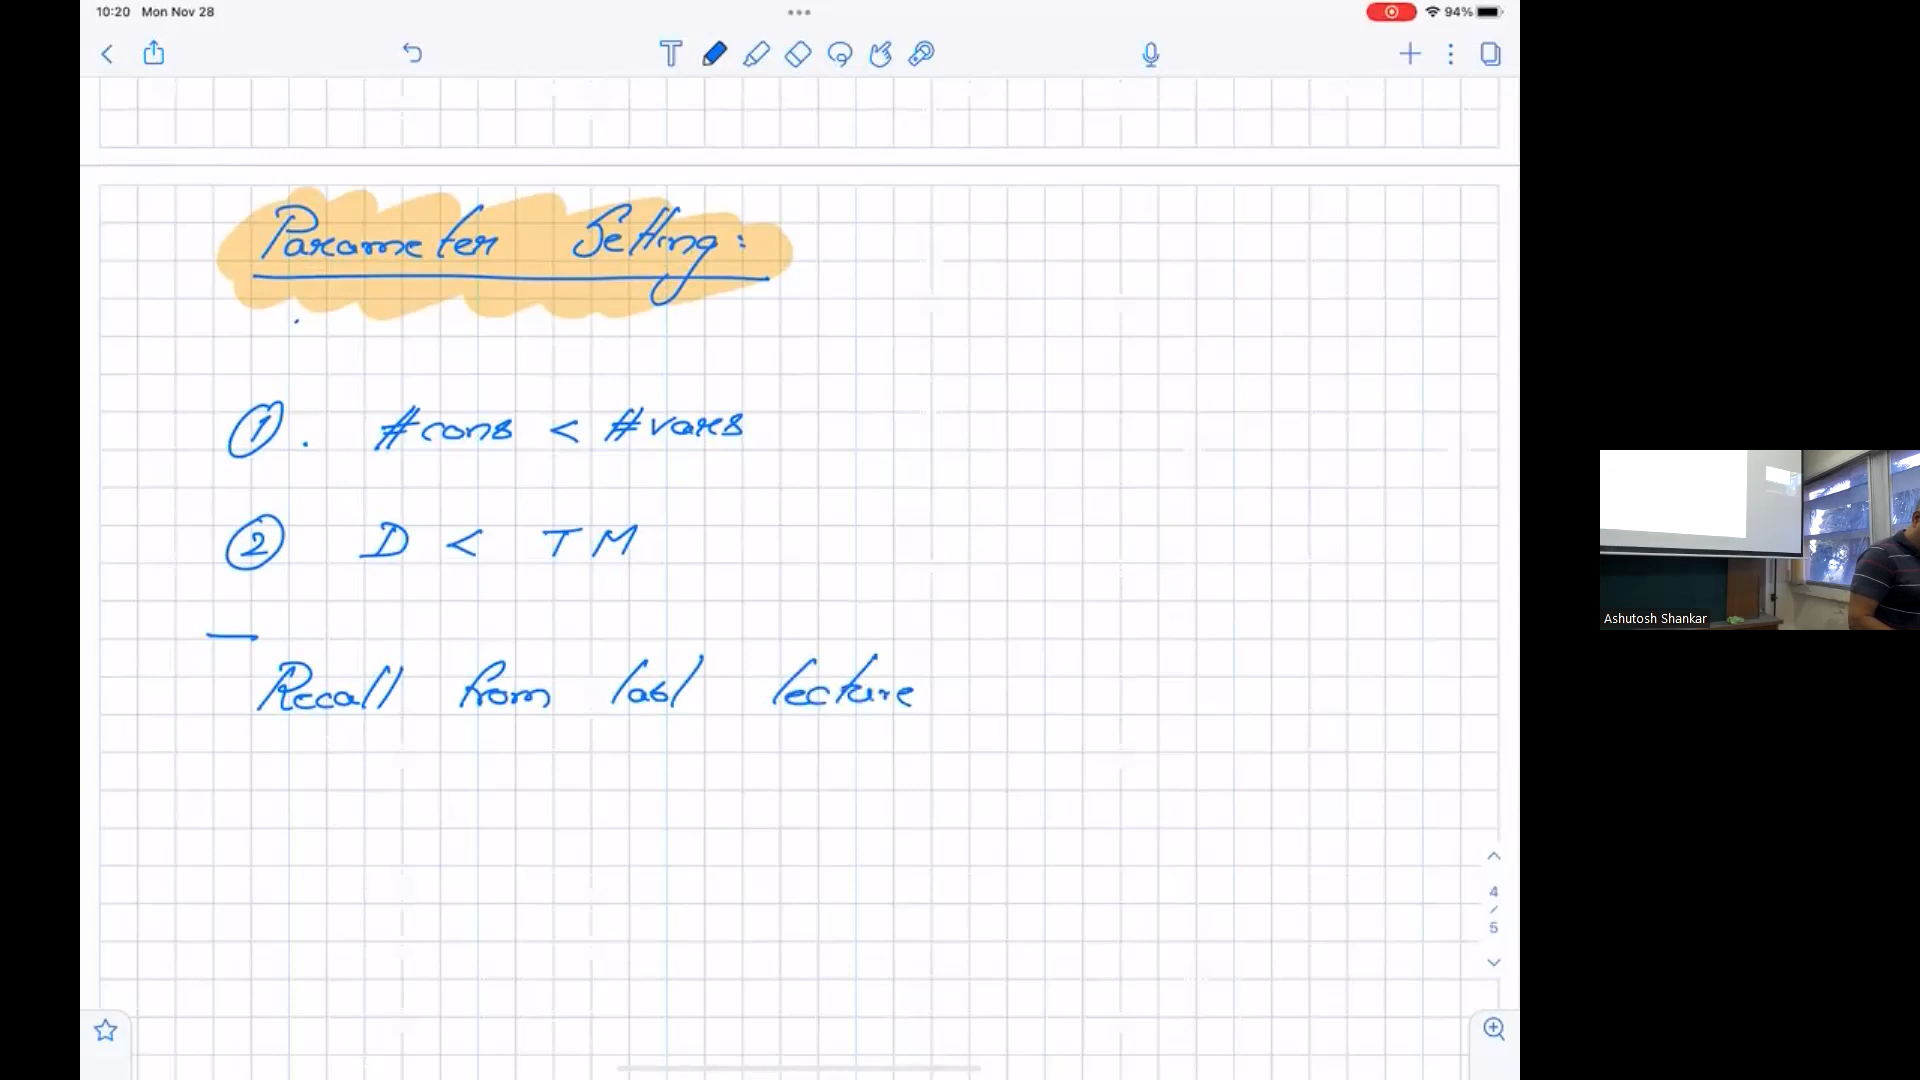 10:20 Mon Nov 28
94%
Parameter Setting:
① . #cons < #vars
② D < TM
Recall from last lecture
4
/
5
Ashutosh Shankar